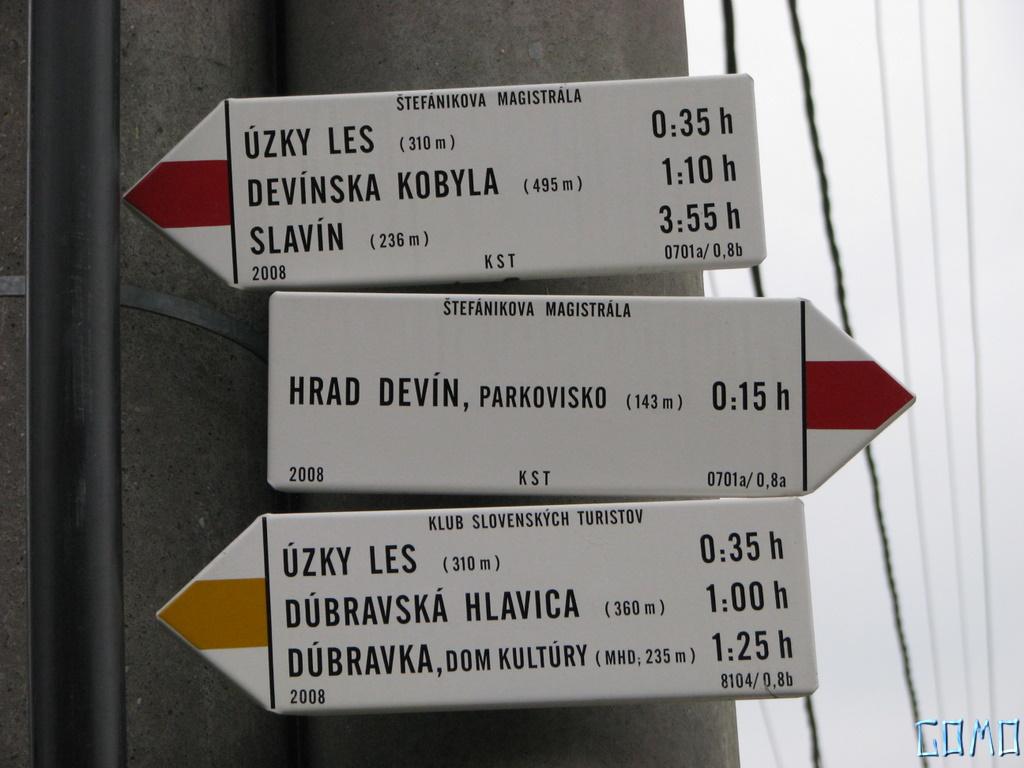 ŠTEFÁNIKOVA MAGISTRÁLA
ÚZKY LES (310 m) 0:35 h
DEVÍNSKA KOBYLA (495 m) 1:10 h
SLAVÍN (236 m) 3:55 h
2008 KST 0701a/0,8b
ŠTEFÁNIKOVA MAGISTRÁLA
HRAD DEVÍN, PARKOVISKO (143 m) 0:15 h
2008 KST 0701a/0,8a
KLUB SLOVENSKÝCH TURISTOV
ÚZKY LES (310 m) 0:35 h
DÚBRAVSKÁ HLAVICA (360 m) 1:00 h
DÚBRAVKA, DOM KULTÚRY (MHD; 235 m) 1:25 h
2008 8104/0,8b
GOMO